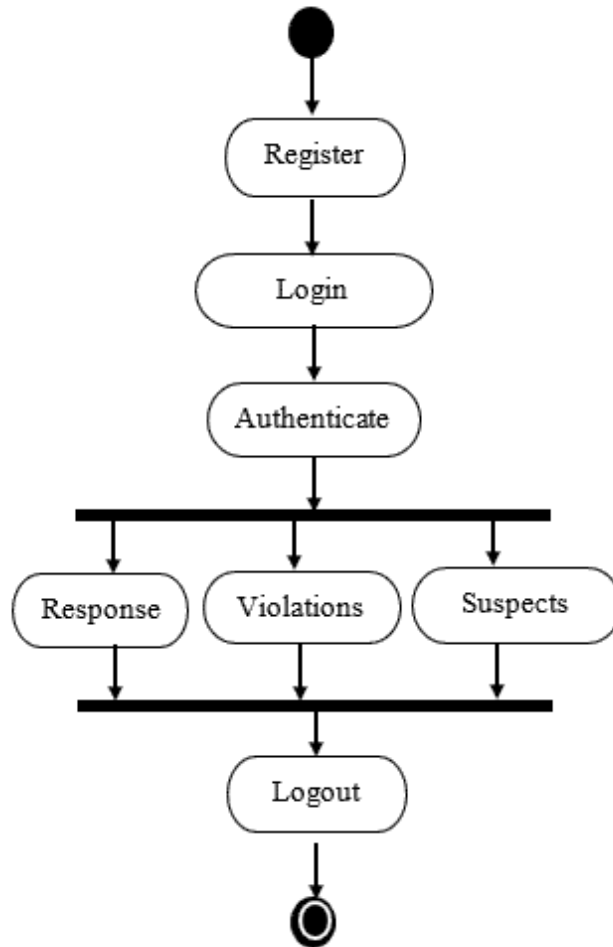 Register
Login
Authenticate
Response
Violations
Suspects
Logout